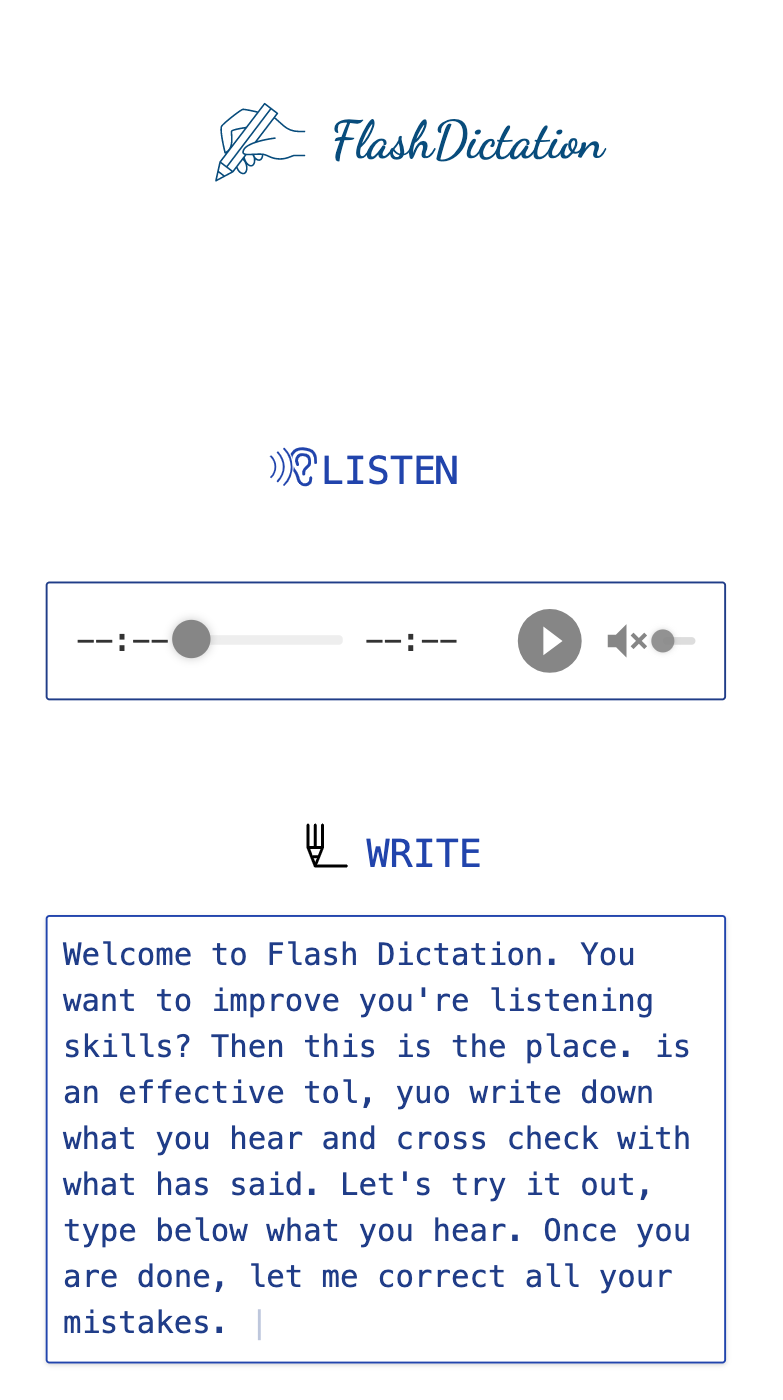 FlashDictation
LISTEN
--:--
--:--
WRITE
Welcome to Flash Dictation. You
want to improve you're listening
skills? Then this is the place. is
an effective tol, yuo write down
what you hear and cross check with
what has said. Let's try it out,
type below what you hear. Once you
are done, let me correct all your
mistakes.